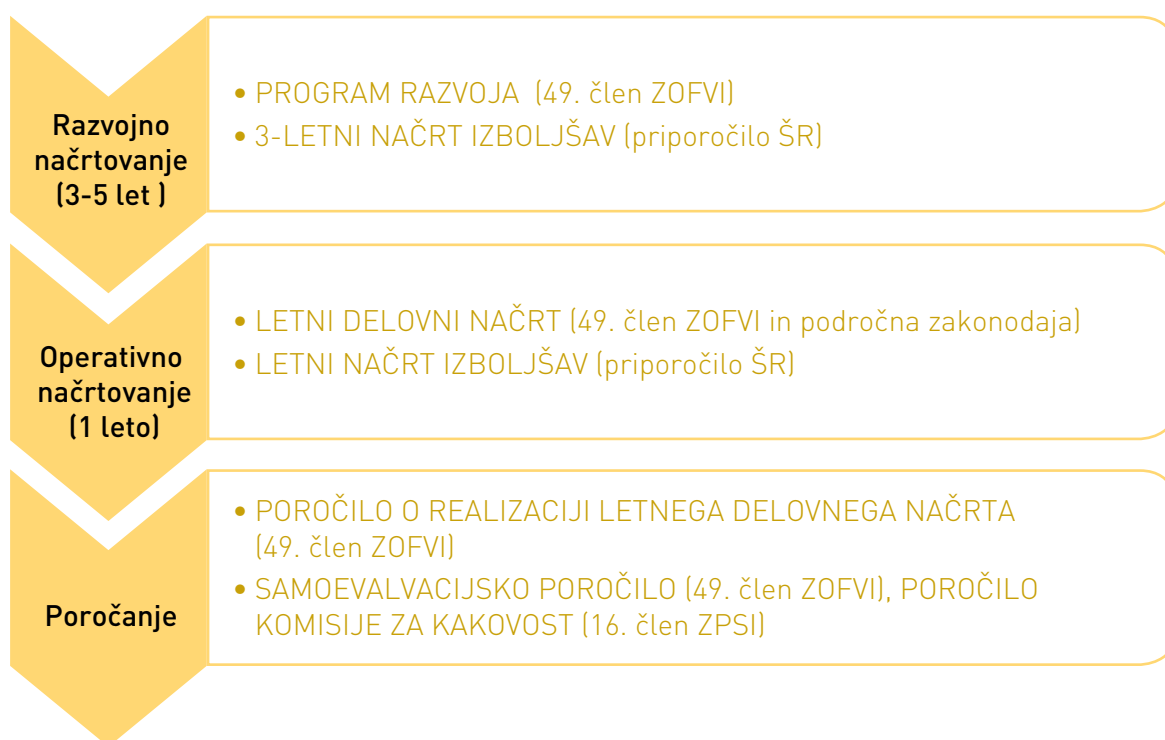 Razvojno
načrtovanje
(3-5 let )
• PROGRAM RAZVOJA  (49. člen ZOFVI)
• 3-LETNI NAČRT IZBOLJŠAV (priporočilo ŠR)
Operativno
načrtovanje
(1 leto)
• LETNI DELOVNI NAČRT (49. člen ZOFVI in področna zakonodaja)
• LETNI NAČRT IZBOLJŠAV (priporočilo ŠR)
Poročanje
• POROČILO O REALIZACIJI LETNEGA DELOVNEGA NAČRTA
(49. člen ZOFVI)
• SAMOEVALVACIJSKO POROČILO (49. člen ZOFVI), POROČILO
KOMISIJE ZA KAKOVOST (16. člen ZPSI)